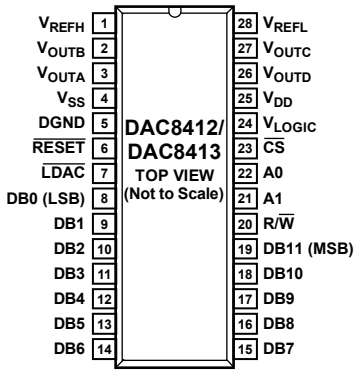 VREFH 1
VOUTB 2
VOUTA 3
VSS 4
DGND 5
RESET 6
LDAC 7
DB0 (LSB) 8
DB1 9
DB2 10
DB3 11
DB4 12
DB5 13
DB6 14
DAC8412/
DAC8413
TOP VIEW
(Not to Scale)
28 VREFL
27 VOUTC
26 VOUTD
25 VDD
24 VLOGIC
23 CS
22 A0
21 A1
20 R/W
19 DB11 (MSB)
18 DB10
17 DB9
16 DB8
15 DB7